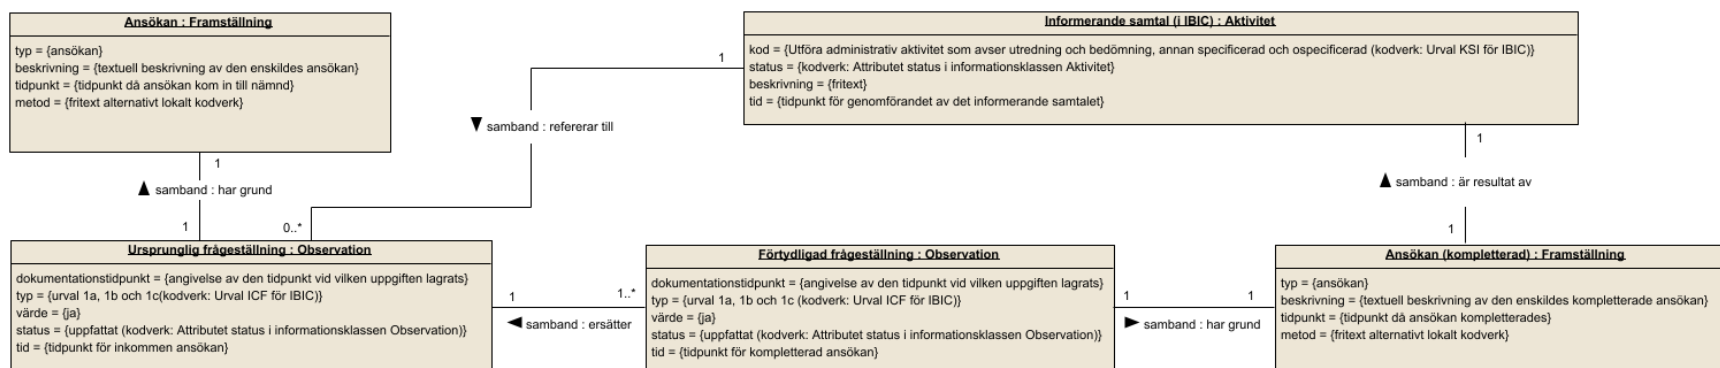 Ansökan : Framställning
typ = {ansökan}
beskrivning = {textuell beskrivning av den enskildes ansökan}
tidpunkt = {tidpunkt då ansökan kom in till nämnd}
metod = {fritext alternativt lokalt kodverk}
Informerande samtal (i IBIC) : Aktivitet
kod = {Utföra administrativ aktivitet som avser utredning och bedömning, annan specificerad och ospecificerad (kodverk: Urval KSI för IBIC)}
status = {kodverk: Attributet status i informationsklassen Aktivitet}
beskrivning = {fritext}
tid = {tidpunkt för genomförandet av det informerande samtalet}
1
samband : refererar till
0..*
1
samband : har grund
1
1
samband : är resultat av
1
Ursprunglig frågeställning : Observation
dokumentationstidpunkt = {angivelse av den tidpunkt vid vilken uppgiften lagrats}
typ = {urval 1a, 1b och 1c(kodverk: Urval ICF för IBIC)}
värde = {ja}
status = {uppfattat (kodverk: Attributet status i informationsklassen Observation)}
tid = {tidpunkt för inkommen ansökan}
1
1..*
samband : ersätter
Förtydligad frågeställning : Observation
dokumentationstidpunkt = {angivelse av den tidpunkt vid vilken uppgiften lagrats}
typ = {urval 1a, 1b och 1c (kodverk: Urval ICF för IBIC)}
värde = {ja}
status = {uppfattat (kodverk: Attributet status i informationsklassen Observation)}
tid = {tidpunkt för kompletterad ansökan}
1
1
samband : har grund
Ansökan (kompletterad) : Framställning
typ = {ansökan}
beskrivning = {textuell beskrivning av den enskildes kompletterade ansökan}
tidpunkt = {tidpunkt då ansökan kompletterades}
metod = {fritext alternativt lokalt kodverk}